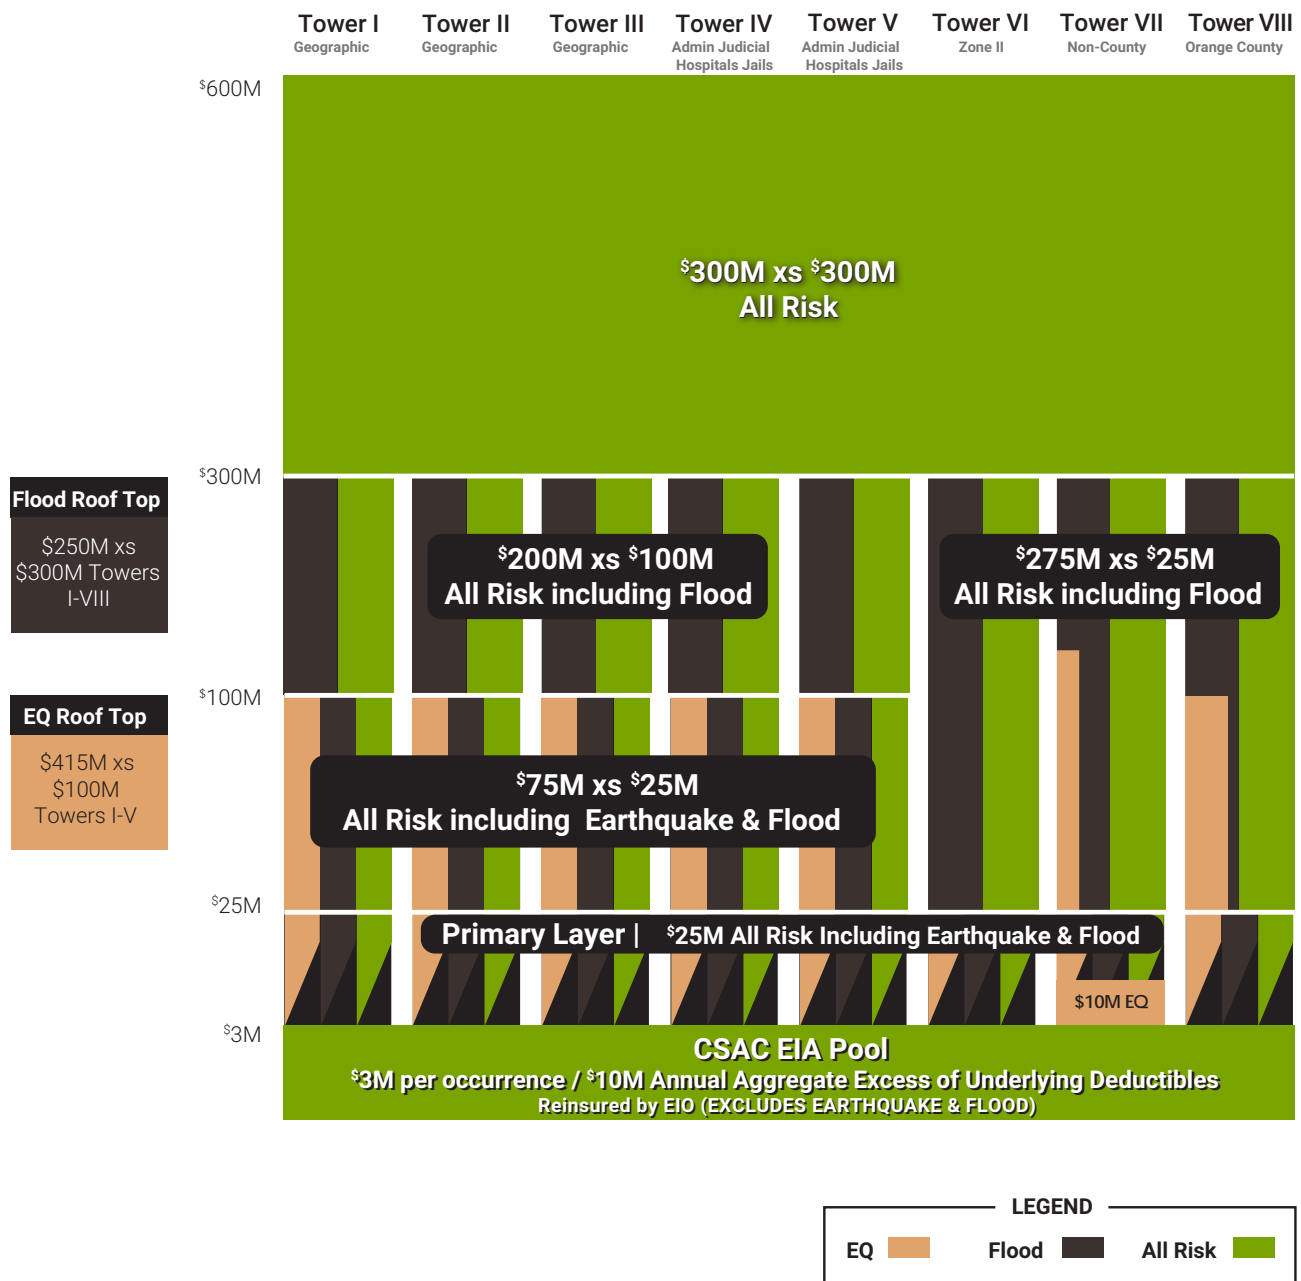 Tower I
Geographic
Tower II
Geographic
Tower III
Geographic
Tower IV
Admin Judicial
Hospitals Jails
Tower V
Admin Judicial
Hospitals Jails
Tower VI
Zone II
Tower VII
Non-County
Tower VIII
Orange County
$600M
$300M xs $300M
All Risk
$300M
Flood Roof Top
$250M xs
$300M Towers
I-VIII
$200M xs $100M
All Risk including Flood
$275M xs $25M
All Risk including Flood
$100M
EQ Roof Top
$415M xs
$100M
Towers I-V
$75M xs $25M
All Risk including Earthquake & Flood
$25M
Primary Layer | $25M All Risk Including Earthquake & Flood
$10M EQ
$3M
CSAC EIA Pool
$3M per occurrence / $10M Annual Aggregate Excess of Underlying Deductibles
Reinsured by EIO (EXCLUDES EARTHQUAKE & FLOOD)
LEGEND
EQ Flood All Risk